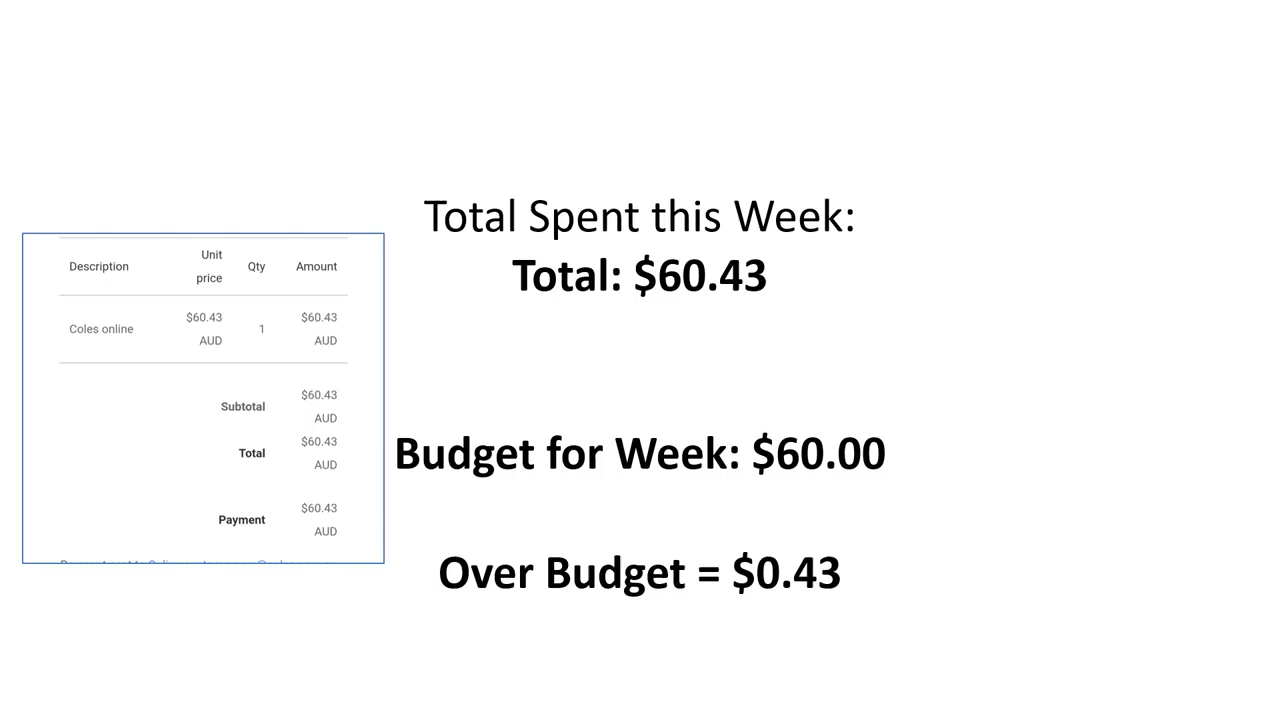 Total Spent this Week:
Total: $60.43
Description Unit price Qty Amount
Coles online $60.43 AUD 1 $60.43 AUD
Subtotal $60.43 AUD
Total $60.43 AUD
Payment $60.43 AUD
Budget for Week: $60.00
Over Budget = $0.43